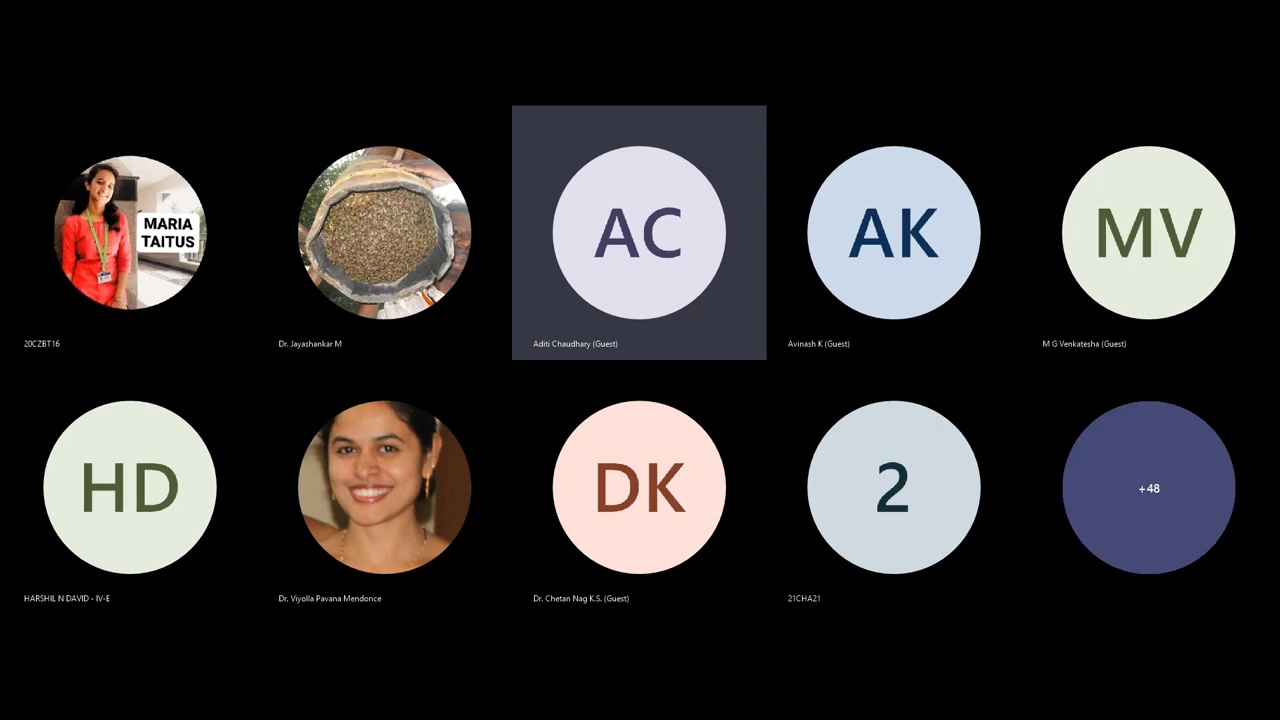 MARIA
TAITUS
AC
AK
MV
20CZBT16
Dr. Jayashankar M
Aditi Chaudhary (Guest)
Avinash K (Guest)
M G Venkatesha (Guest)
HD
DK
2
+48
HARSHIL N DAVID - IV-E
Dr. Viyolla Pavana Mendonce
Dr. Chetan Nag K.S. (Guest)
21CHA21